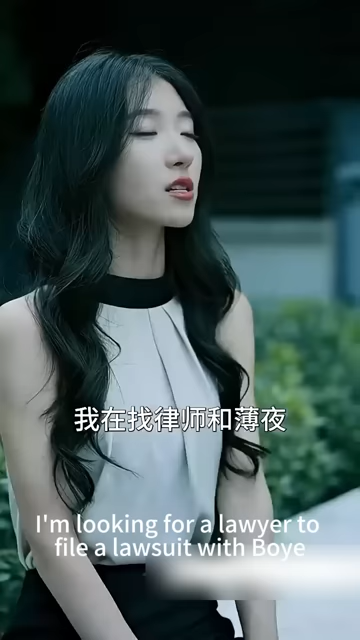 我在找律师和薄夜
I'm looking for a lawyer to
file a lawsuit with Boye